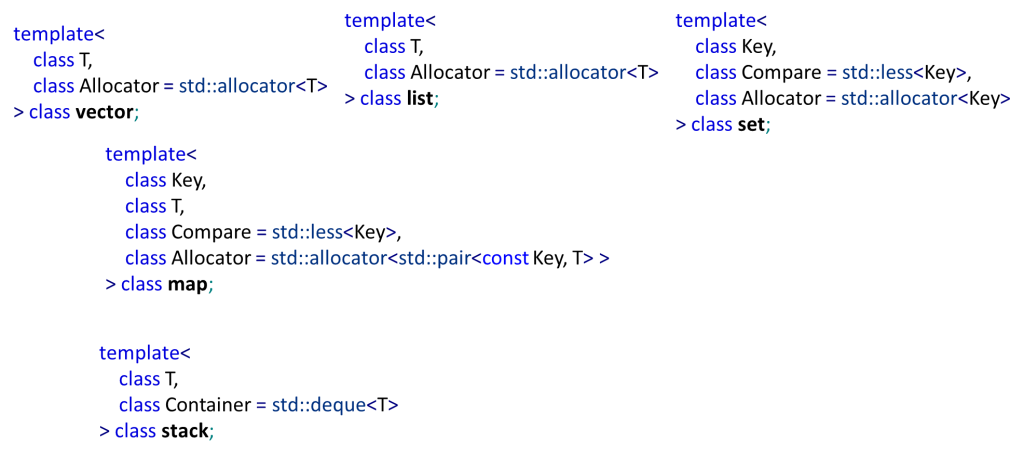 template<
class T,
class Allocator = std::allocator<T>
> class vector;
template<
class T,
class Allocator = std::allocator<T>
> class list;
template<
class Key,
class Compare = std::less<Key>,
class Allocator = std::allocator<Key>
> class set;
template<
class Key,
class T,
class Compare = std::less<Key>,
class Allocator = std::allocator<std::pair<const Key, T> >
> class map;
template<
class T,
class Container = std::deque<T>
> class stack;